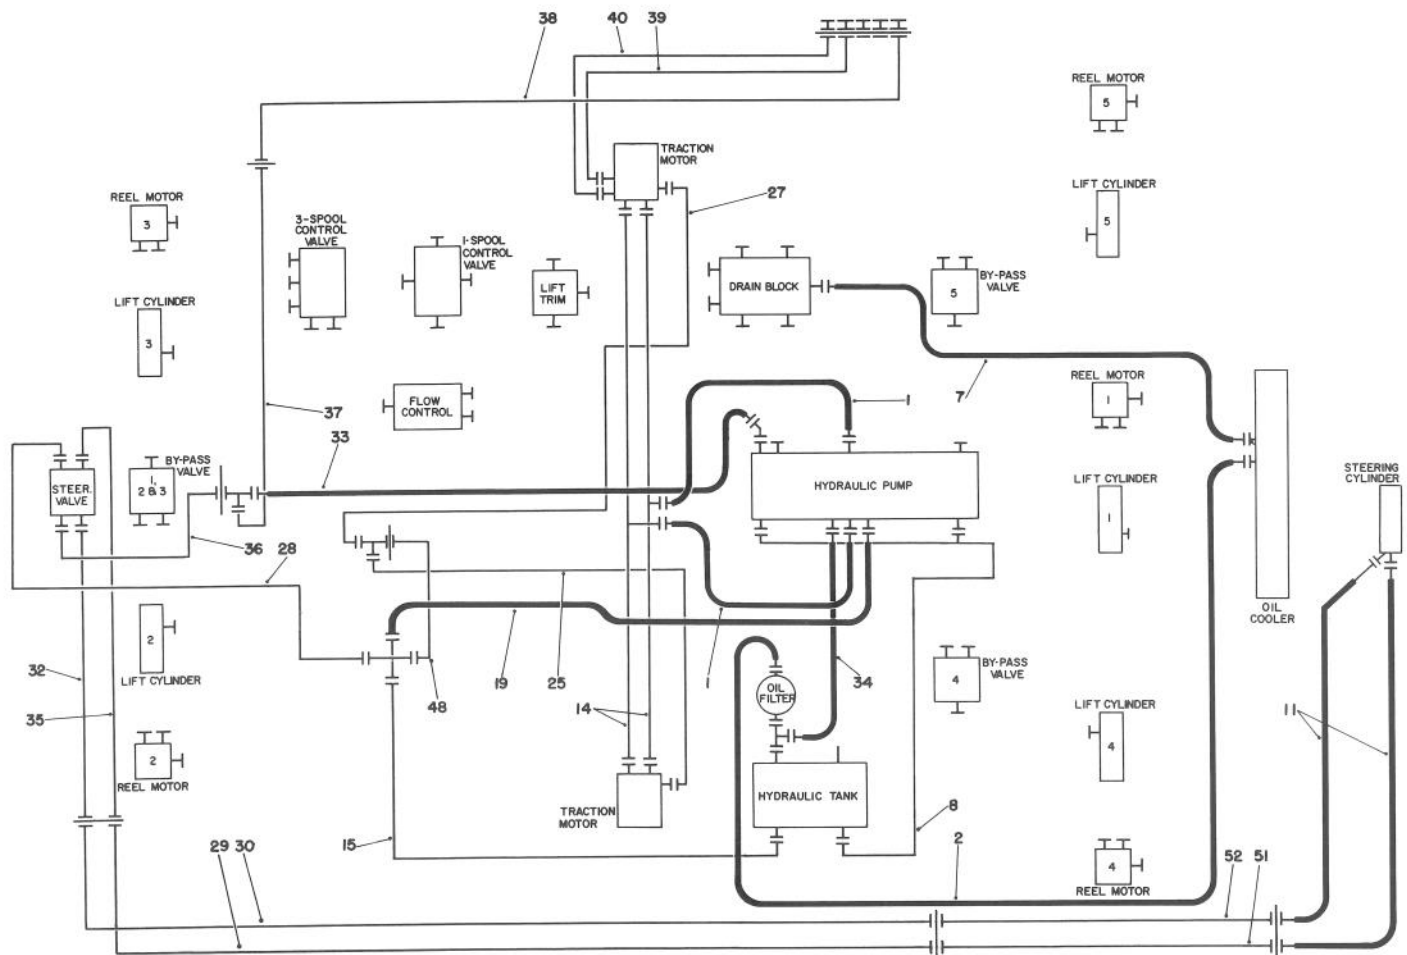 38
40
39
REEL MOTOR
5
TRACTION
MOTOR
27
LIFT CYLINDER
5
REEL MOTOR
3
3-SPOOL
CONTROL
VALVE
1-SPOOL
CONTROL
VALVE
LIFT
TRIM
DRAIN BLOCK
BY-PASS
VALVE
5
LIFT CYLINDER
3
7
REEL MOTOR
1
FLOW
CONTROL
37
33
1
BY-PASS
VALVE
1,
2 & 3
STEER.
VALVE
HYDRAULIC PUMP
LIFT CYLINDER
1
STEERING
CYLINDER
36
28
OIL
COOLER
2
LIFT CYLINDER
32
35
19
25
48
14
1
34
OIL
FILTER
BY-PASS
VALVE
4
LIFT CYLINDER
4
11
2
REEL MOTOR
HYDRAULIC TANK
TRACTION
MOTOR
15
8
2
29 30
4
REEL MOTOR
52
51